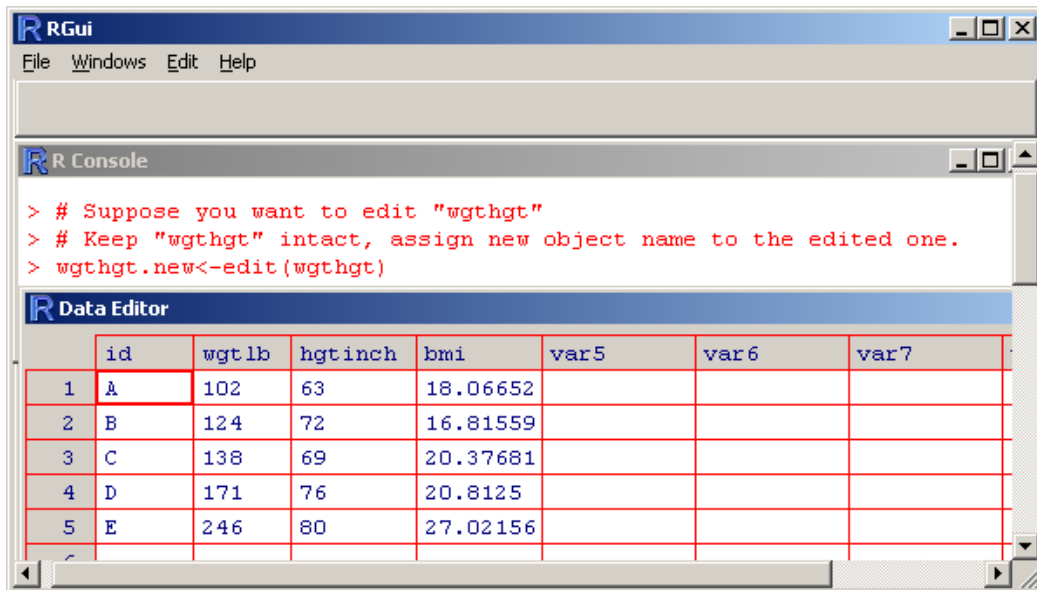 RGui
File Windows Edit Help
R Console
> # Suppose you want to edit "wgthgt"
> # Keep "wgthgt" intact, assign new object name to the edited one.
> wgthgt.new<-edit(wgthgt)
Data Editor
id wgtlb hgtinch bmi var5 var6 var7
1 A 102 63 18.06652
2 B 124 72 16.81559
3 C 138 69 20.37681
4 D 171 76 20.8125
5 E 246 80 27.02156